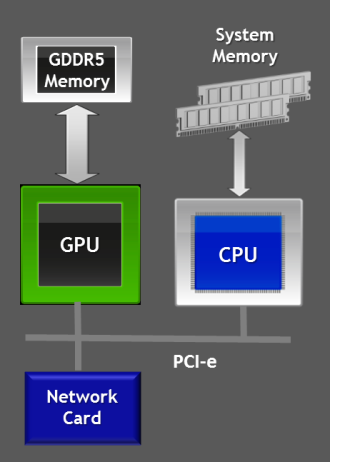 System
Memory
GDDR5
Memory
GPU
CPU
PCI-e
Network
Card